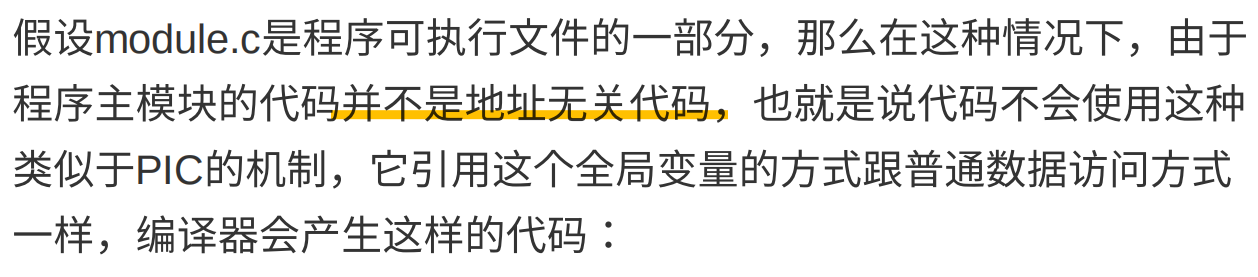 假设module.c是程序可执行文件的一部分，那么在这种情况下，由于
程序主模块的代码并不是地址无关代码，也就是说代码不会使用这种
类似于PIC的机制，它引用这个全局变量的方式跟普通数据访问方式
一样，编译器会产生这样的代码：